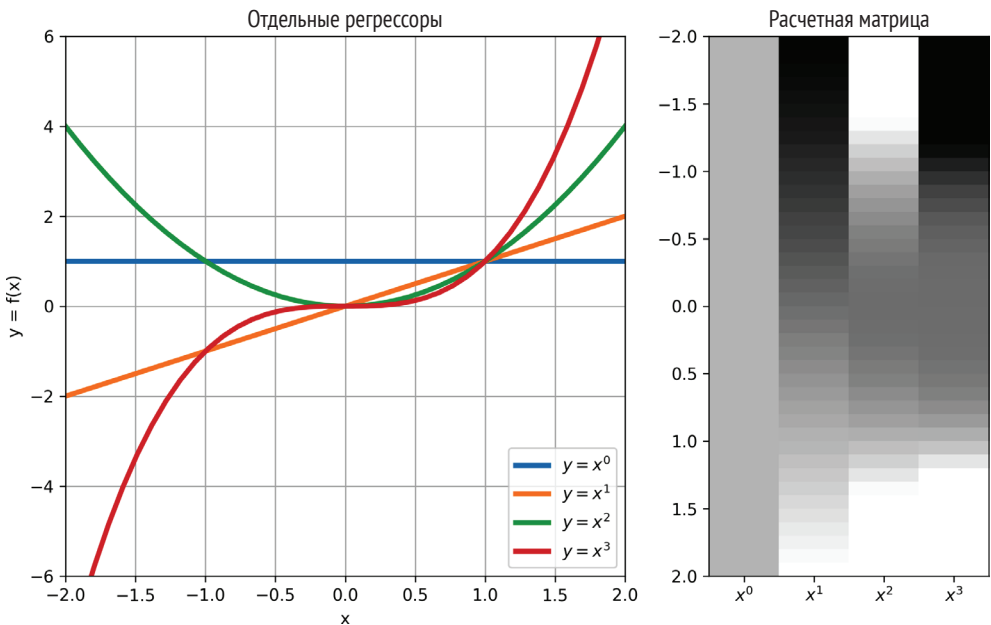 Отдельные регрессоры
6
4
2
0
−2
−4
−6
y = f(x)
−2.0 −1.5 −1.0 −0.5 0.0 0.5 1.0 1.5 2.0
x
y = x⁰
y = x¹
y = x²
y = x³
Расчетная матрица
−2.0
−1.5
−1.0
−0.5
0.0
0.5
1.0
1.5
2.0
x⁰ x¹ x² x³